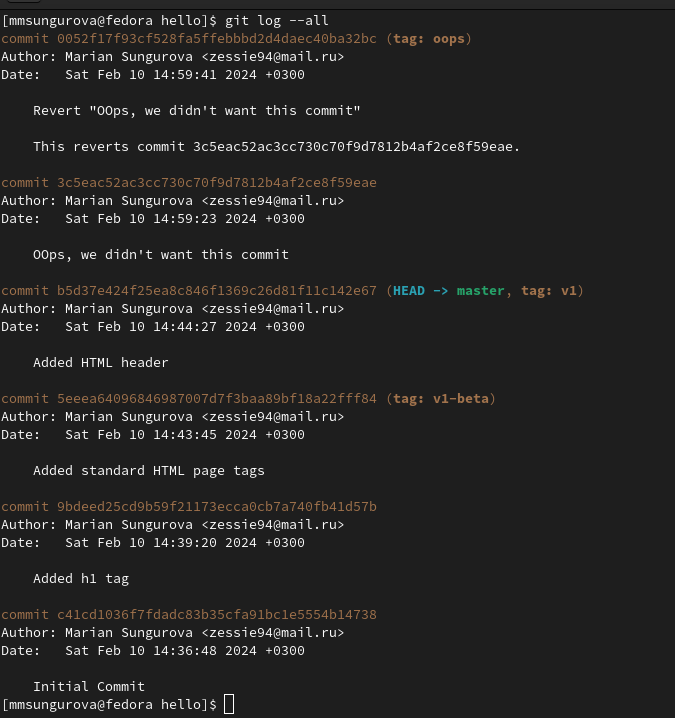 [mmsungurova@fedora hello]$ git log --all
commit 0052f17f93cf528fa5ffebbbd2d4daec40ba32bc (tag: oops)
Author: Marian Sungurova <zessie94@mail.ru>
Date:   Sat Feb 10 14:59:41 2024 +0300
Revert "OOps, we didn't want this commit"
This reverts commit 3c5eac52ac3cc730c70f9d7812b4af2ce8f59eae.
commit 3c5eac52ac3cc730c70f9d7812b4af2ce8f59eae
Author: Marian Sungurova <zessie94@mail.ru>
Date:   Sat Feb 10 14:59:23 2024 +0300
OOps, we didn't want this commit
commit b5d37e424f25ea8c846f1369c26d81f11c142e67 (HEAD -> master, tag: v1)
Author: Marian Sungurova <zessie94@mail.ru>
Date:   Sat Feb 10 14:44:27 2024 +0300
Added HTML header
commit 5eeea64096846987007d7f3baa89bf18a22fff84 (tag: v1-beta)
Author: Marian Sungurova <zessie94@mail.ru>
Date:   Sat Feb 10 14:43:45 2024 +0300
Added standard HTML page tags
commit 9bdeed25cd9b59f21173ecca0cb7a740fb41d57b
Author: Marian Sungurova <zessie94@mail.ru>
Date:   Sat Feb 10 14:39:20 2024 +0300
Added h1 tag
commit c41cd1036f7fdadc83b35cfa91bc1e5554b14738
Author: Marian Sungurova <zessie94@mail.ru>
Date:   Sat Feb 10 14:36:48 2024 +0300
Initial Commit
[mmsungurova@fedora hello]$